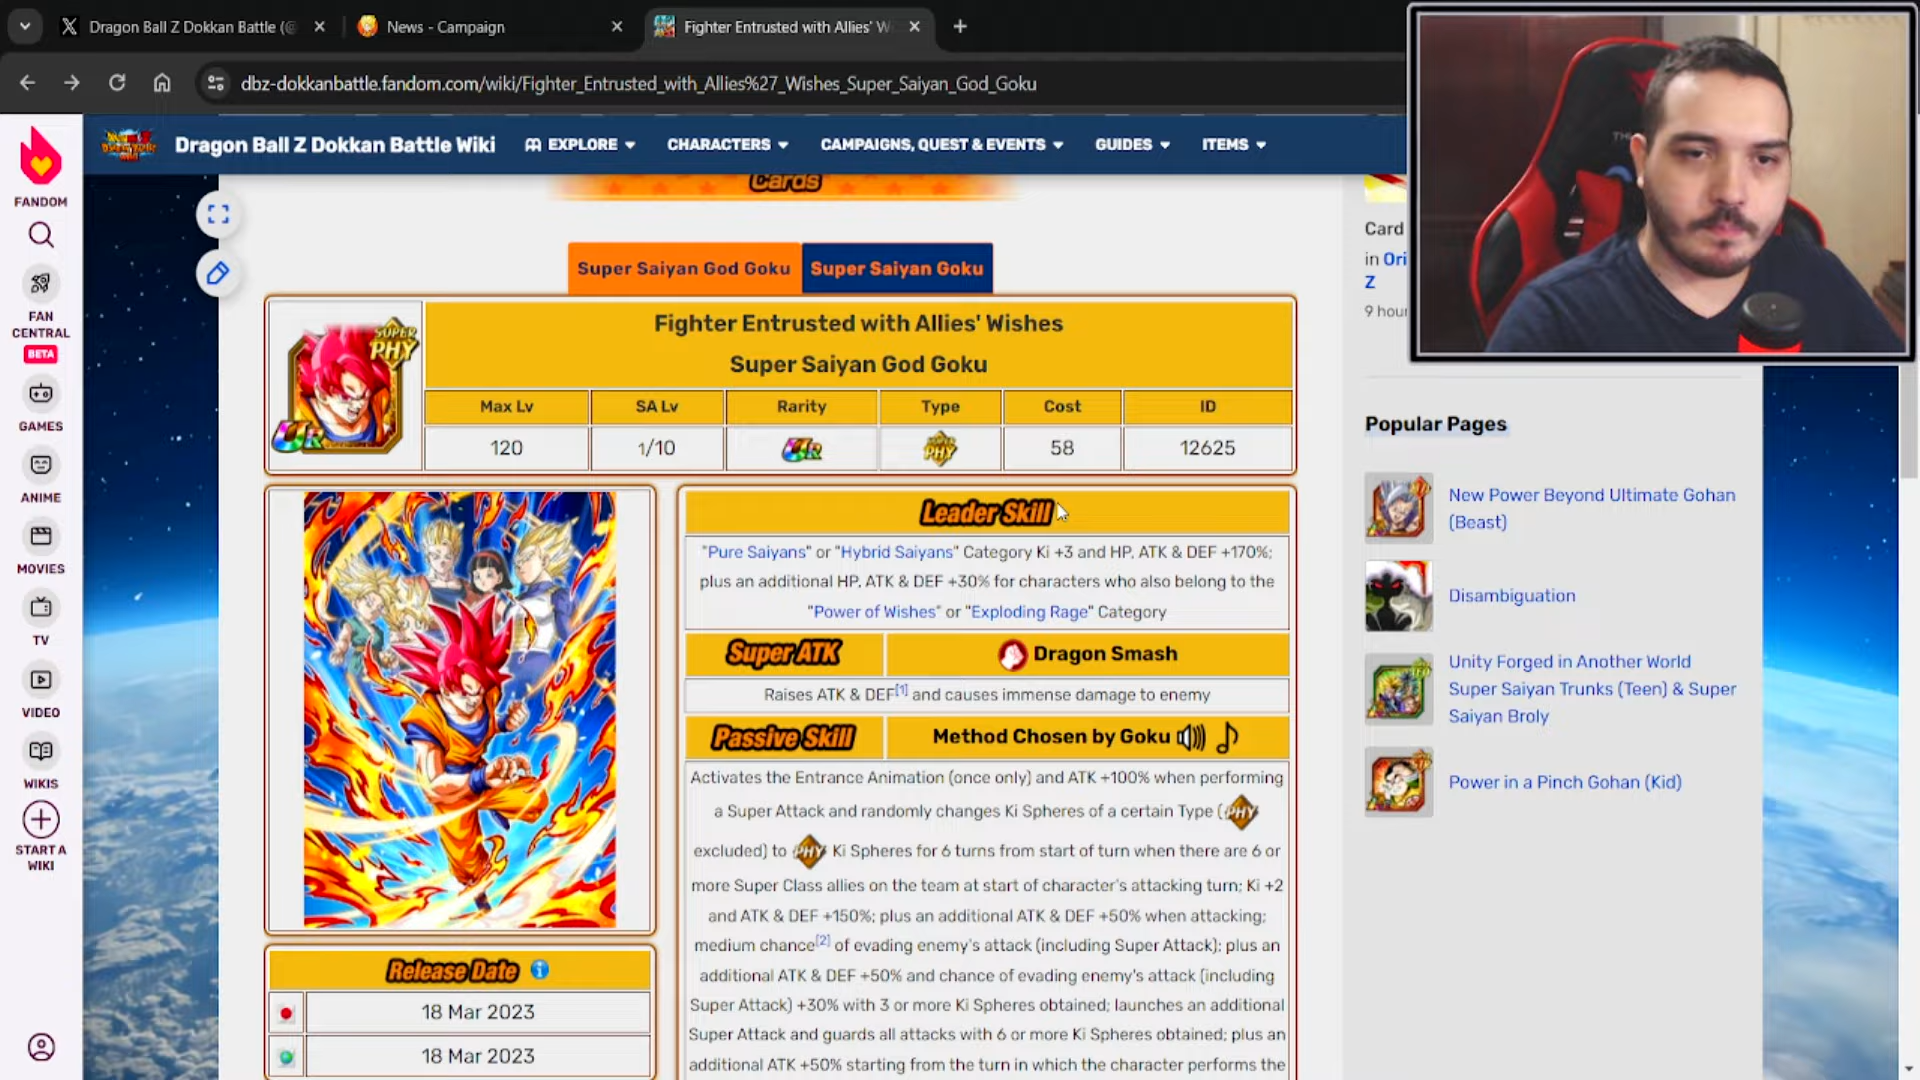 Dragon Ball Z Dokkan Battle (@
News - Campaign
Fighter Entrusted with Allies' W
dbz-dokkanbattle.fandom.com/wiki/Fighter_Entrusted_with_Allies%27_Wishes_Super_Saiyan_God_Goku
Dragon Ball Z Dokkan Battle Wiki
EXPLORE
CHARACTERS
CAMPAIGNS, QUEST & EVENTS
GUIDES
ITEMS
FANDOM
FAN CENTRAL
BETA
GAMES
ANIME
MOVIES
TV
VIDEO
WIKIS
START A WIKI
Cards
Super Saiyan God Goku
Super Saiyan Goku
SUPER PHY
UR
Fighter Entrusted with Allies' Wishes
Super Saiyan God Goku
Max Lv SA Lv Rarity Type Cost ID
120 1/10 UR SUPER PHY 58 12625
Leader Skill
"Pure Saiyans" or "Hybrid Saiyans" Category Ki +3 and HP, ATK & DEF +170%;
plus an additional HP, ATK & DEF +30% for characters who also belong to the
"Power of Wishes" or "Exploding Rage" Category
Super ATK
Dragon Smash
Raises ATK & DEF[1] and causes immense damage to enemy
Passive Skill
Method Chosen by Goku
Activates the Entrance Animation (once only) and ATK +100% when performing
a Super Attack and randomly changes Ki Spheres of a certain Type (PHY
excluded) to PHY Ki Spheres for 6 turns from start of turn when there are 6 or
more Super Class allies on the team at start of character's attacking turn; Ki +2
and ATK & DEF +150%; plus an additional ATK & DEF +50% when attacking;
medium chance[2] of evading enemy's attack (including Super Attack); plus an
additional ATK & DEF +50% and chance of evading enemy's attack (including
Super Attack) +30% with 3 or more Ki Spheres obtained; launches an additional
Super Attack and guards all attacks with 6 or more Ki Spheres obtained; plus an
additional ATK +50% starting from the turn in which the character performs the
Release Date
18 Mar 2023
18 Mar 2023
Card
in Ori
Z
9 hou
Popular Pages
New Power Beyond Ultimate Gohan
(Beast)
Disambiguation
Unity Forged in Another World
Super Saiyan Trunks (Teen) & Super
Saiyan Broly
Power in a Pinch Gohan (Kid)